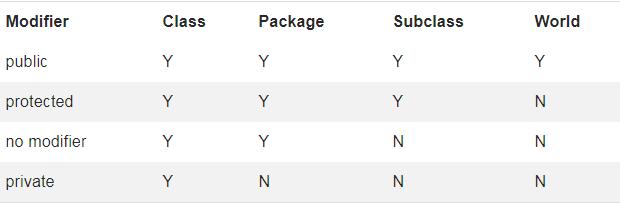 Modifier Class Package Subclass World
public Y Y Y Y
protected Y Y Y N
no modifier Y Y N N
private Y N N N